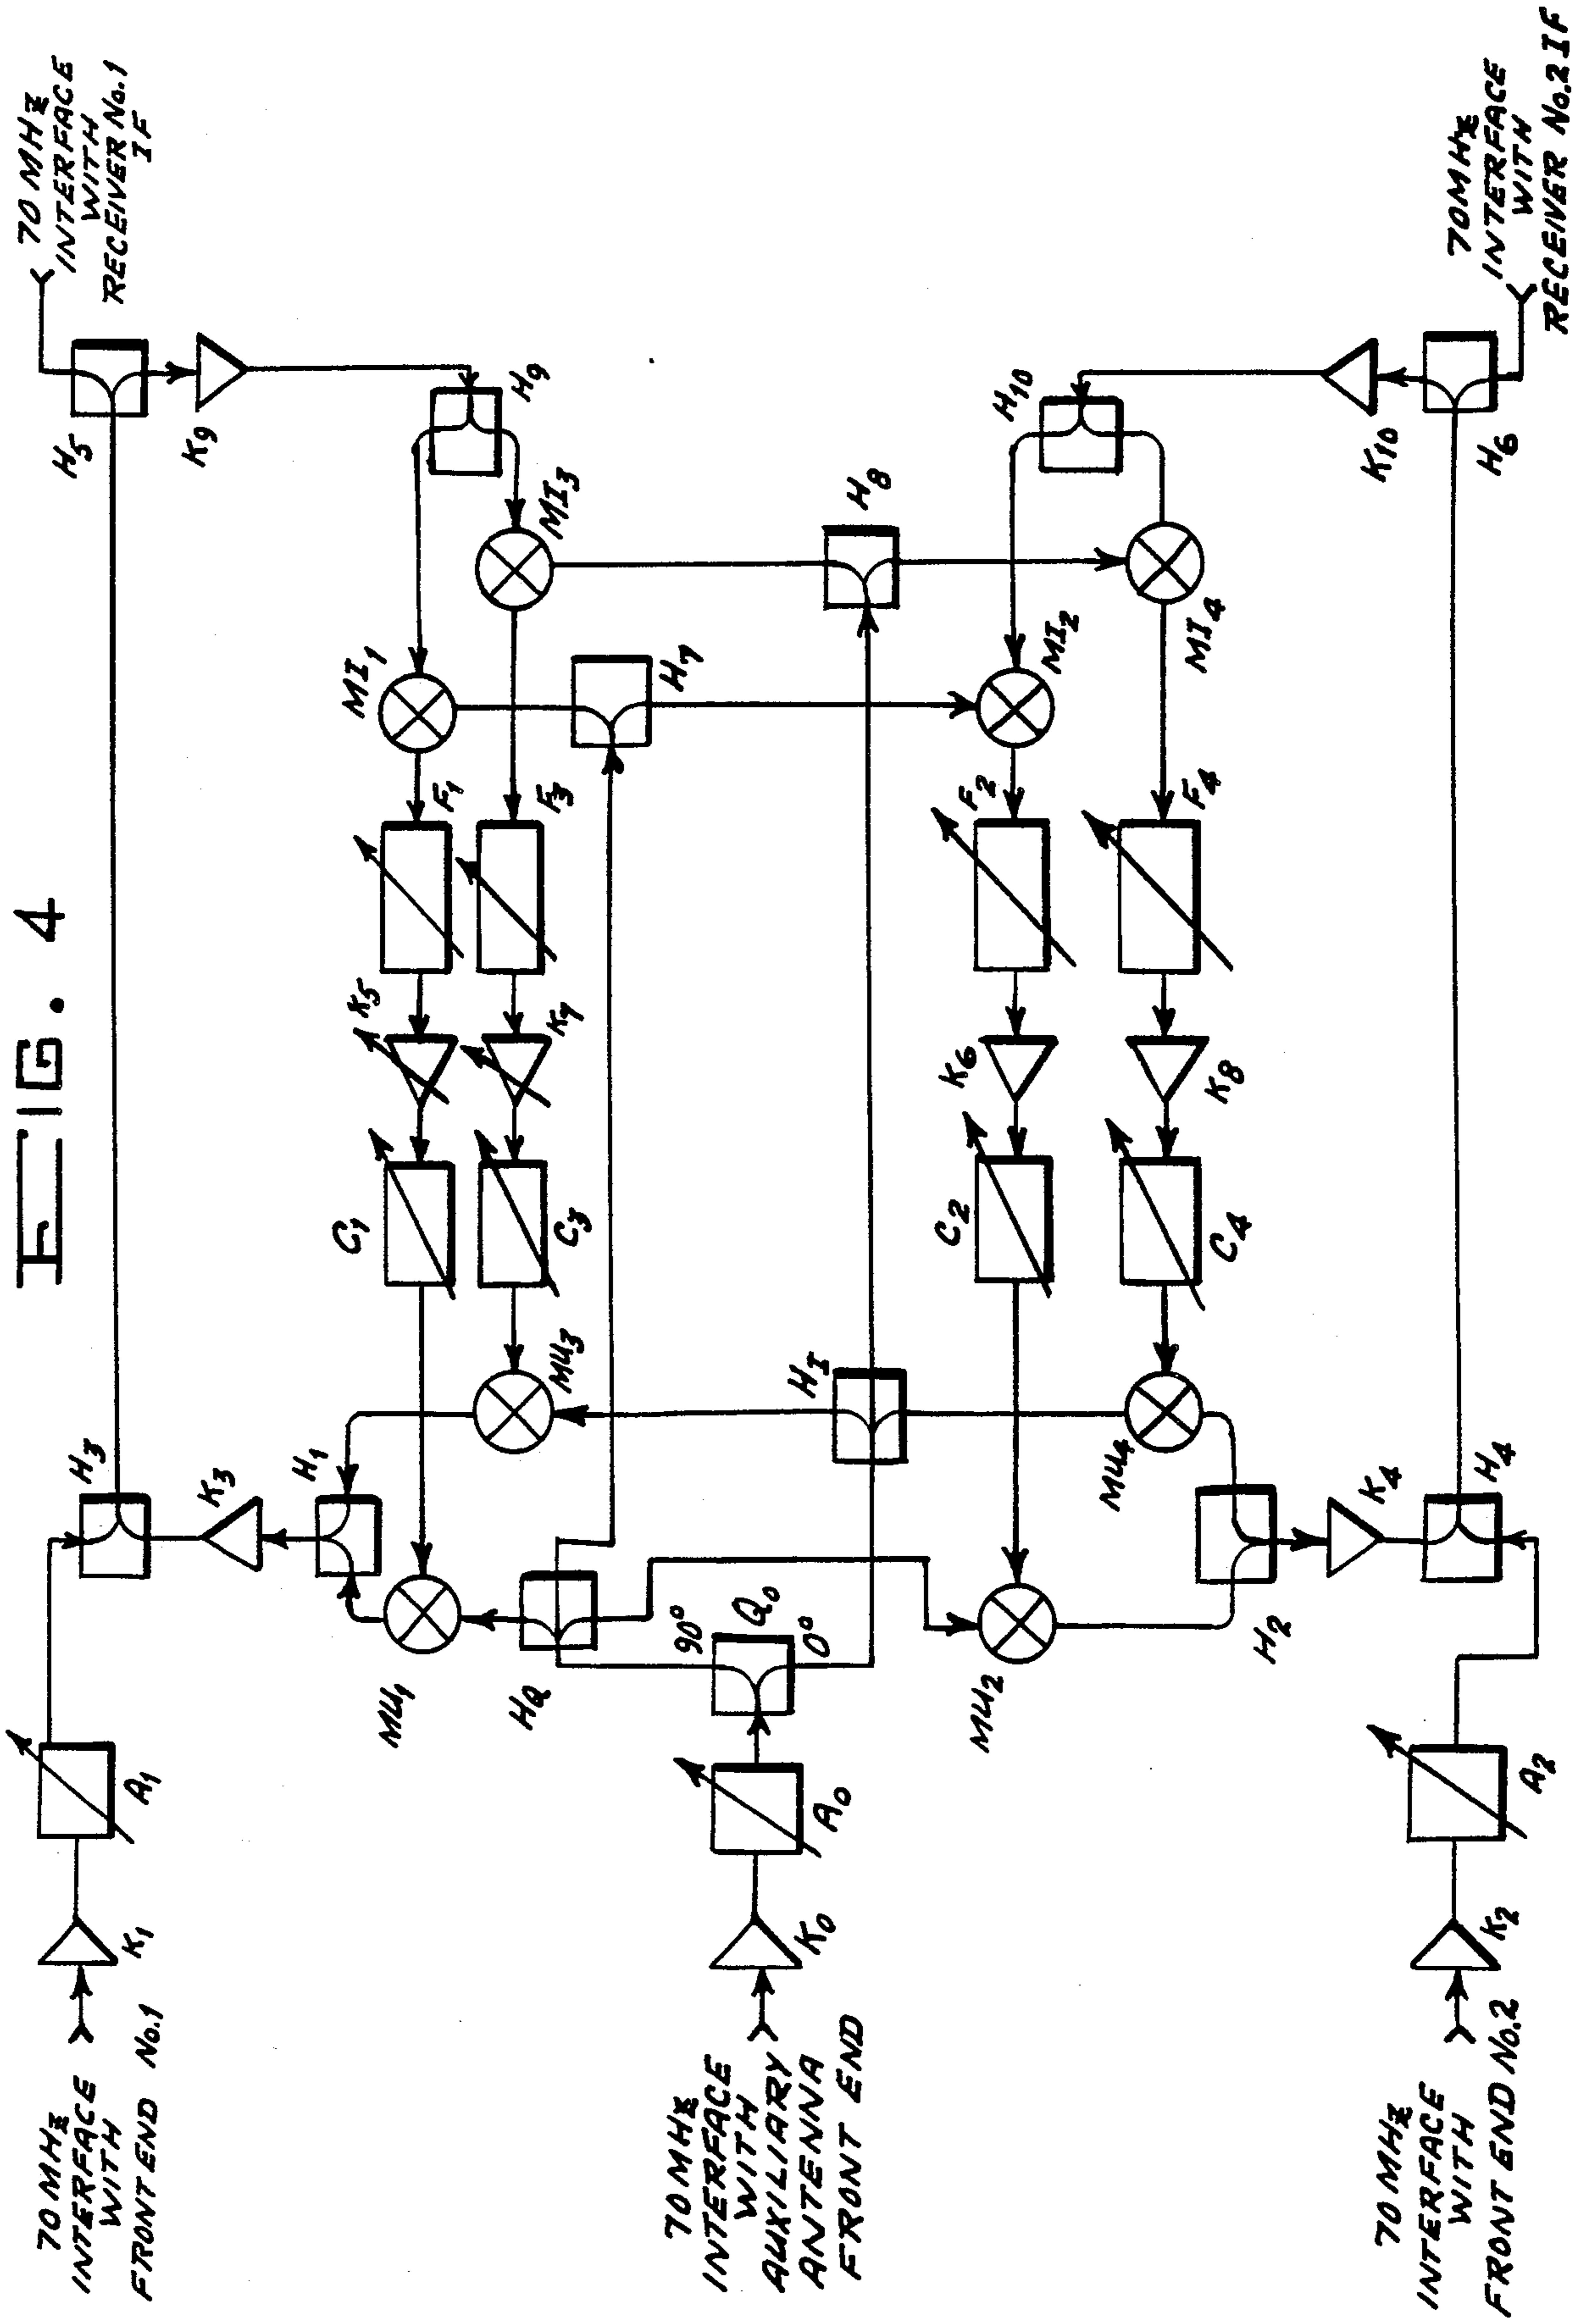 FIG. 4
70 MHz
INTERFACE
WITH
FRONT END No.1
K1
A1
H3
K3
H1
MU1
HQ
70 MHz
INTERFACE
WITH
AUXILIARY
ANTENNA
FRONT END
K0
A0
Q0
90°
0°
MU3
HI
MU2
MU4
H2
K4
H4
70 MHz
INTERFACE
WITH
FRONT END No.2
K2
A2
C1
C3
K5
K7
F1
F3
C2
C4
K6
K8
F2
F4
MI1
MI3
H7
H8
MI2
MI4
H9
H10
K9
H5
70 MHz
INTERFACE
WITH
RECEIVER No.1
IF
K10
H6
70 MHz
INTERFACE
WITH
RECEIVER No.2 IF